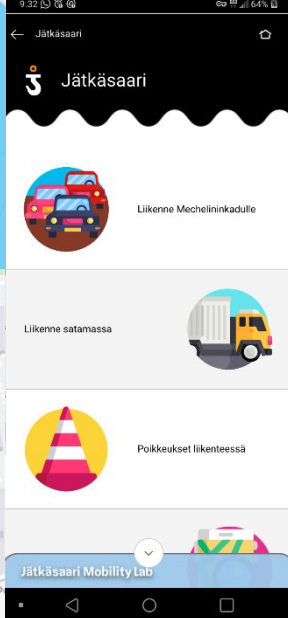 9.32
64%
Jätkäsaari
Jätkäsaari
Liikenne Mechelininkadulle
Liikenne satamassa
Poikkeukset liikenteessä
Jätkäsaari Mobility Lab